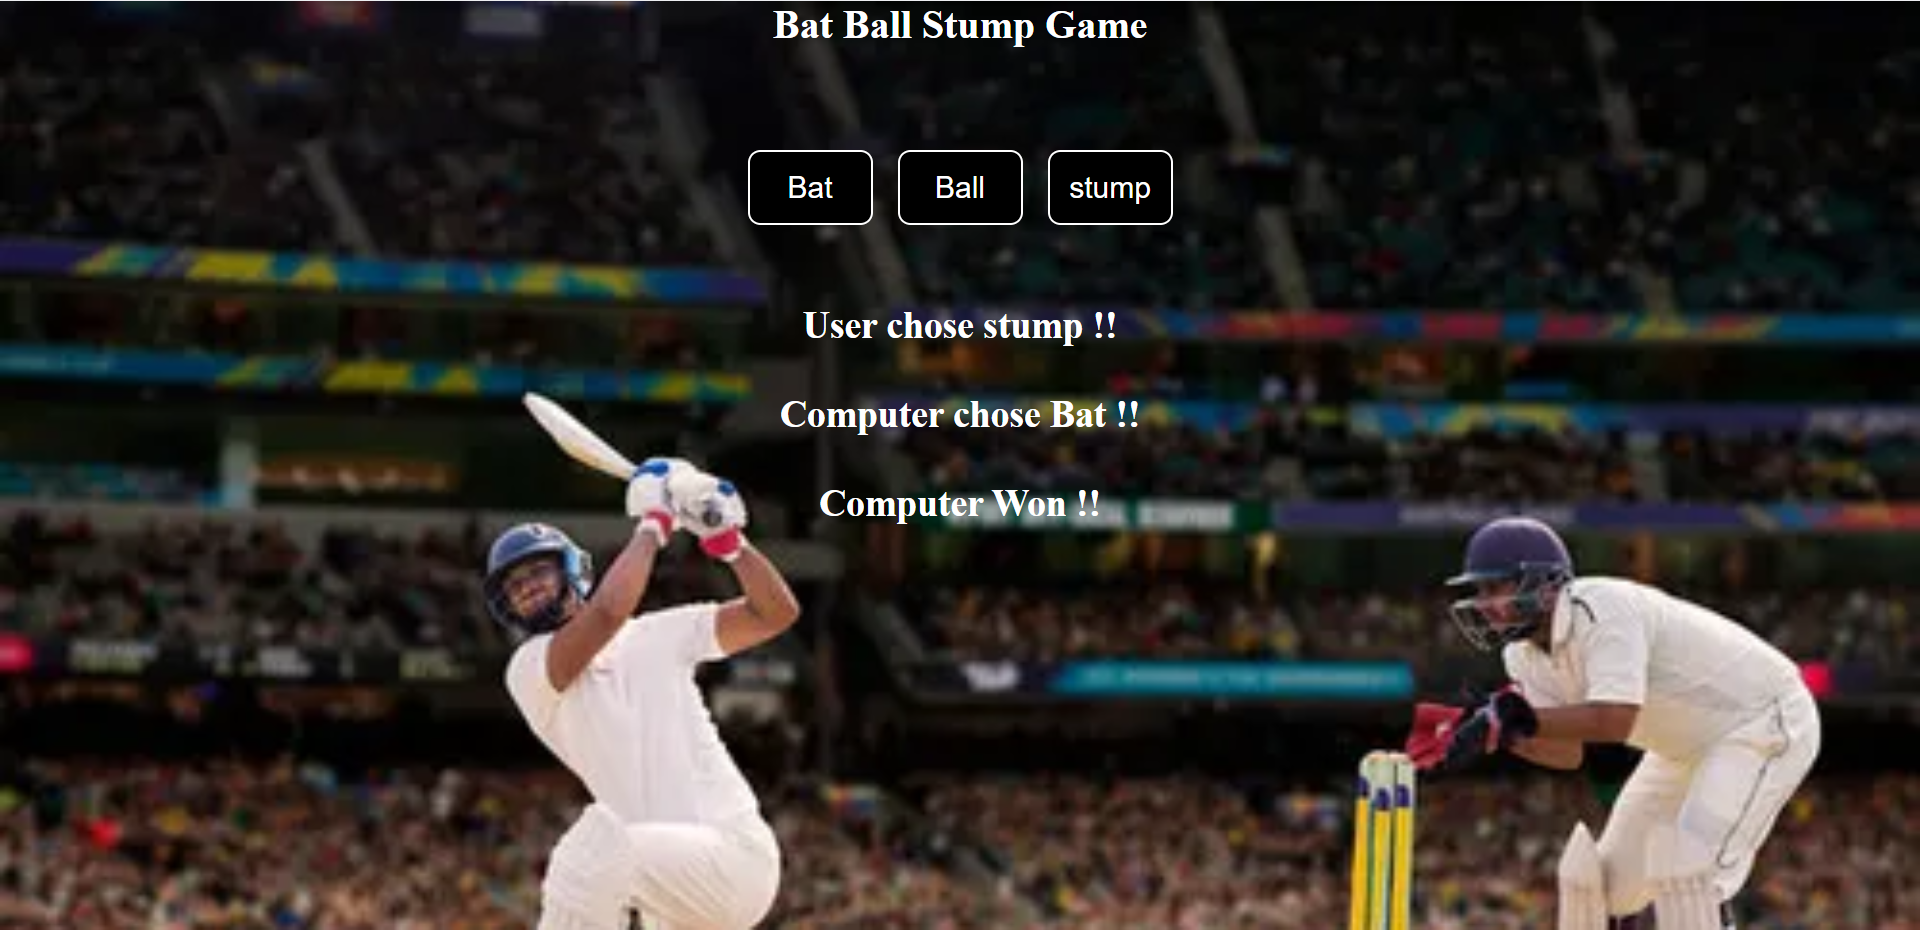 Bat Ball Stump Game
Bat Ball stump
User chose stump !!
Computer chose Bat !!
Computer Won !!